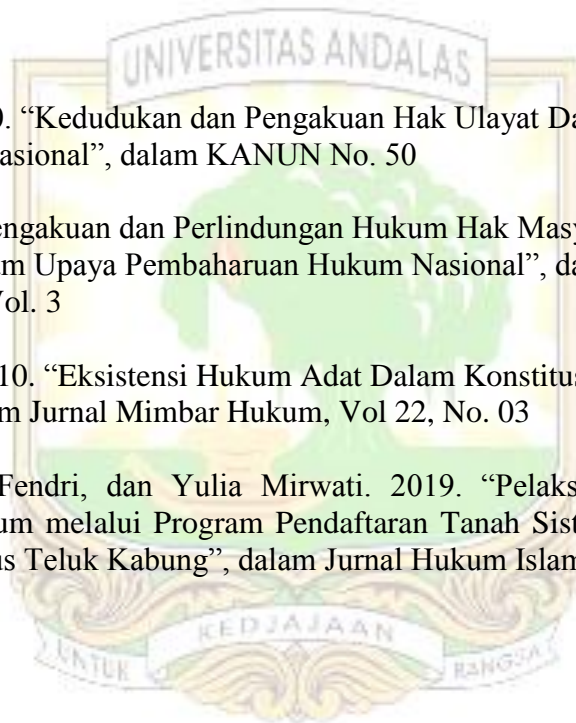 UNIVERSITAS ANDALAS
. “Kedudukan dan Pengakuan Hak Ulayat Da
asional”, dalam KANUN No. 50
engakuan dan Perlindungan Hukum Hak Masy
am Upaya Pembaharuan Hukum Nasional”, da
Vol. 3
10. “Eksistensi Hukum Adat Dalam Konstitus
m Jurnal Mimbar Hukum, Vol 22, No. 03
Fendri, dan Yulia Mirwati. 2019. “Pelaks
um melalui Program Pendaftaran Tanah Sist
us Teluk Kabung”, dalam Jurnal Hukum Islam
UNTUK KEDJAJAAN BANGSA